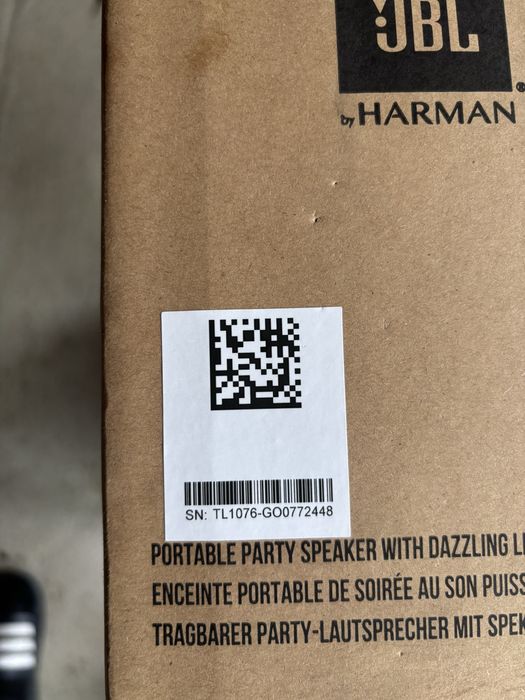 JBL
®
by HARMAN
SN: TL1076-GO0772448
PORTABLE PARTY SPEAKER WITH DAZZLING
ENCEINTE PORTABLE DE SOIRÉE AU SON
TRAGBARER PARTY-LAUTSPRECHER MIT